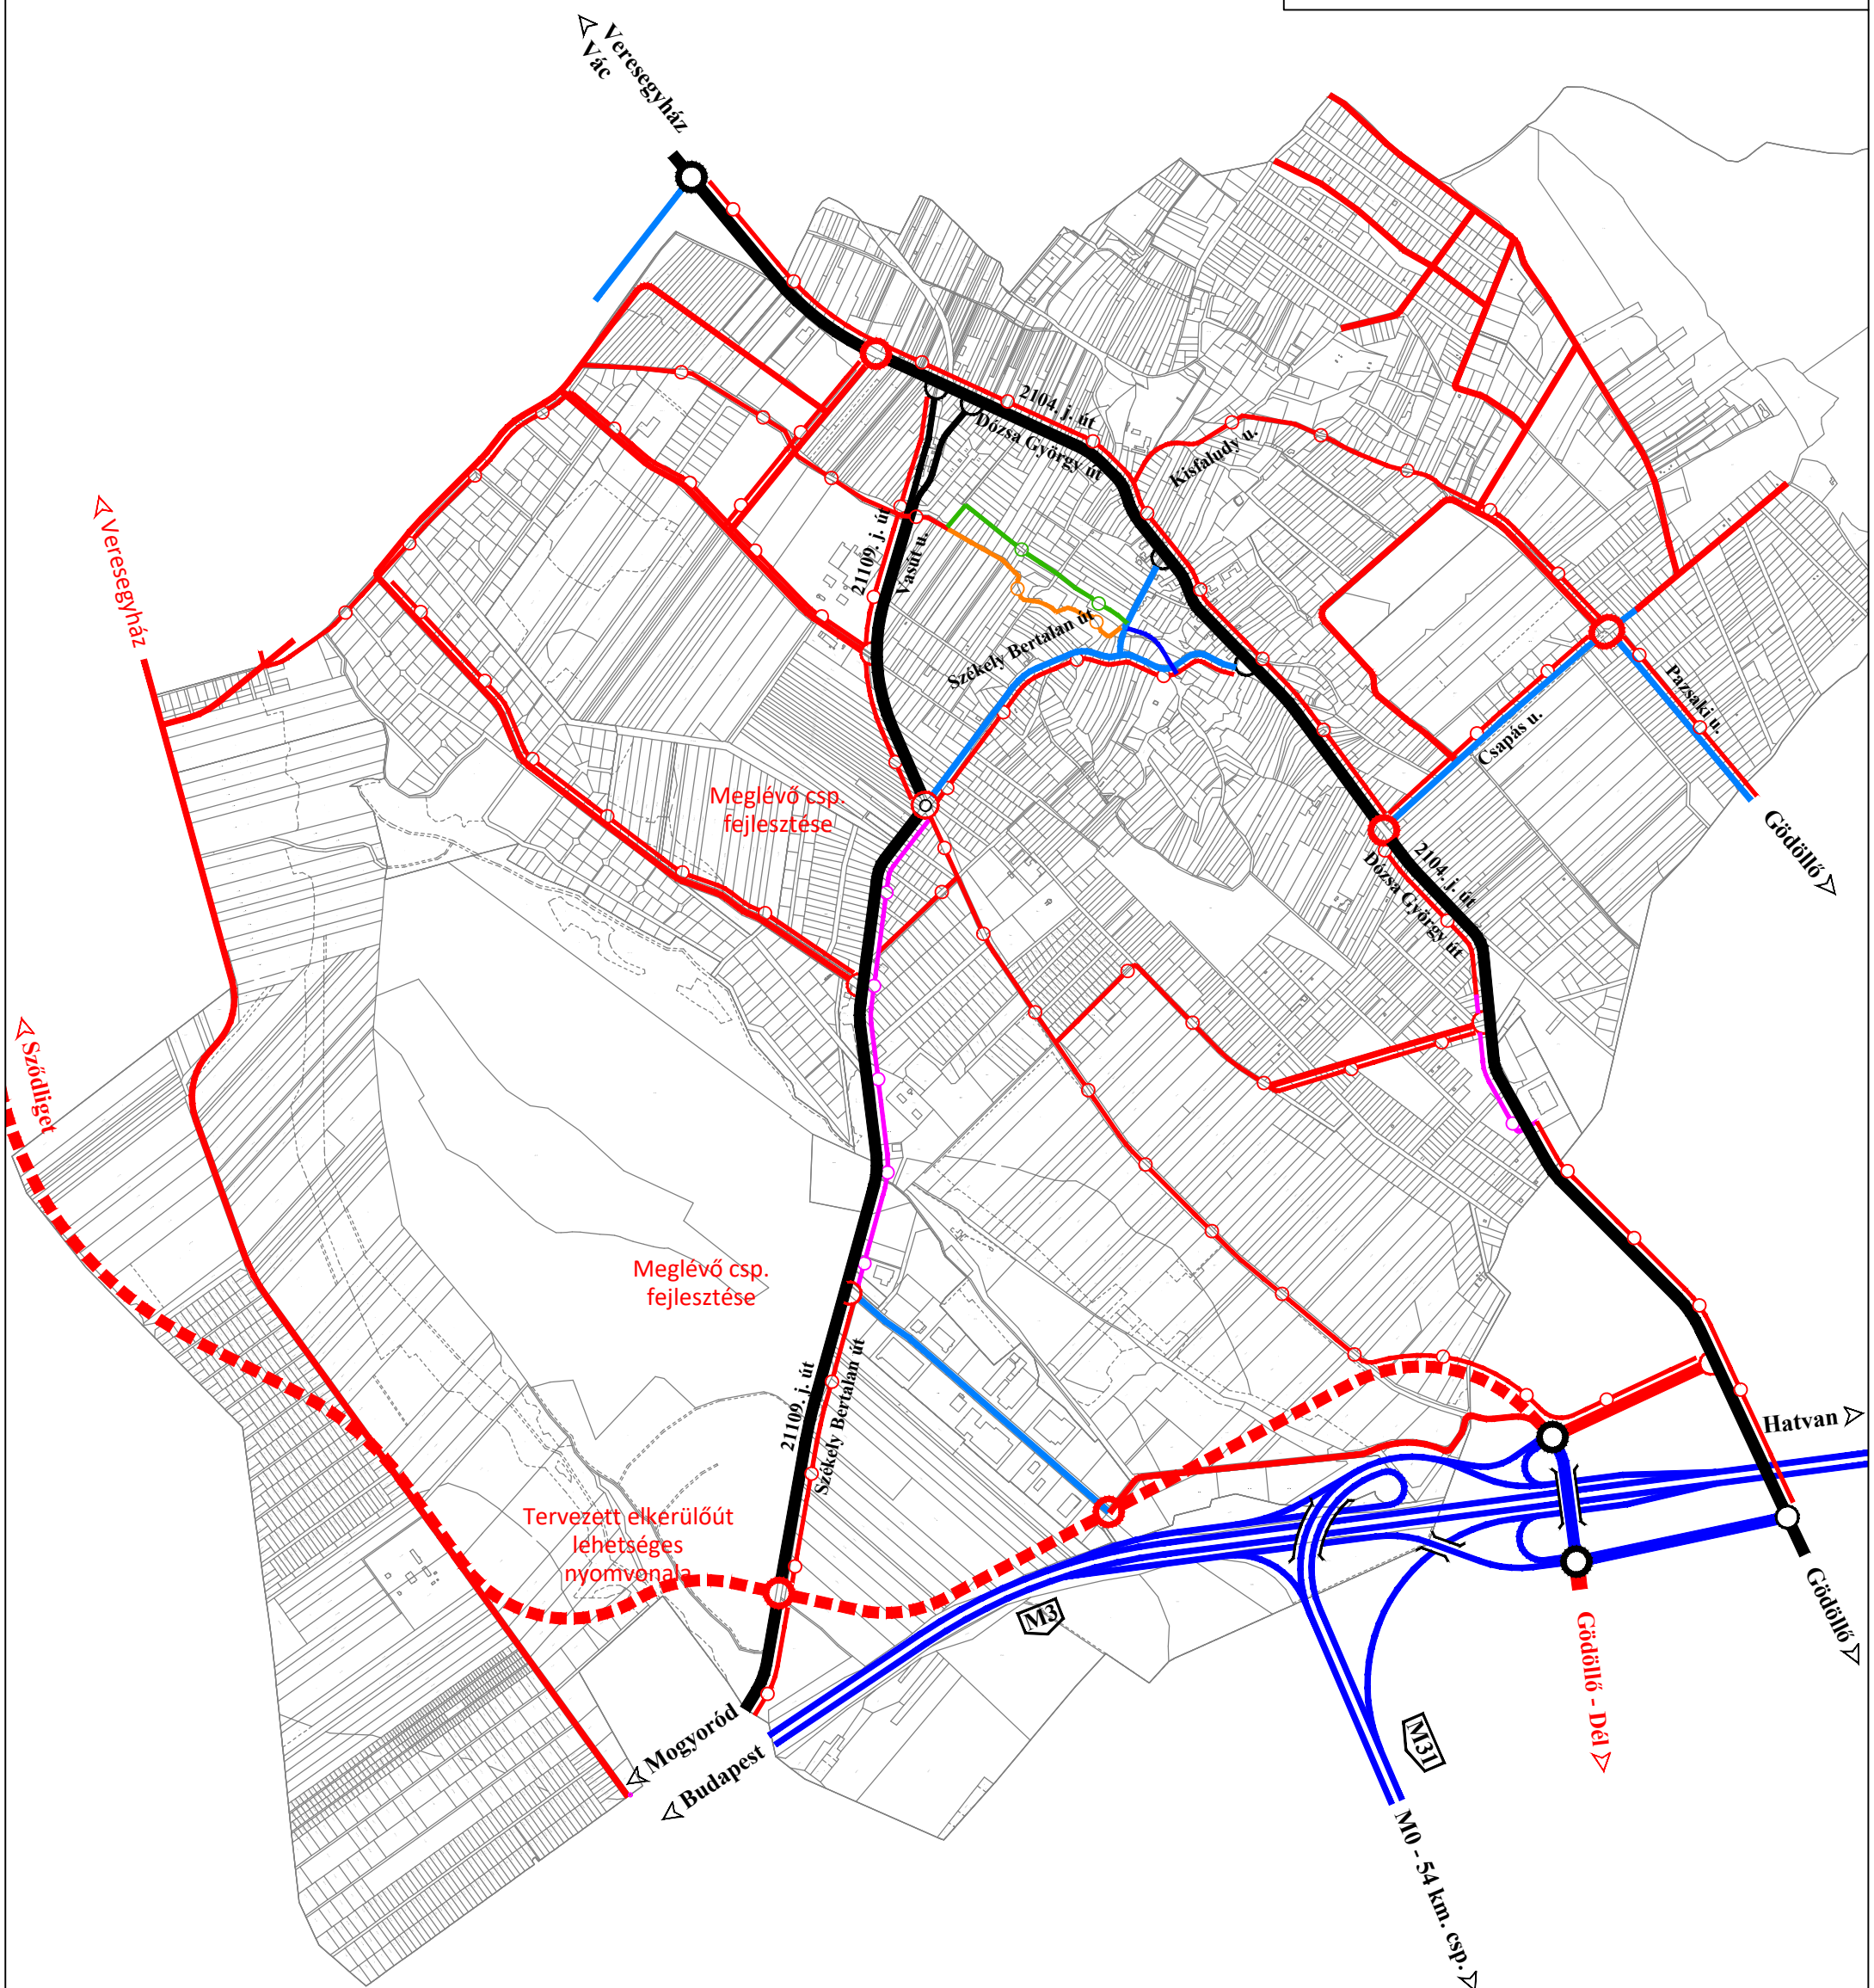 Veresegyház
Vác
2104. j. út
Dózsa György út
Kisfaludy u.
Veresegyház
21109. j. út
Vasút u.
Székely Bertalan út
Pazsaki u.
Csapás u.
Meglévő csp.
fejlesztése
Gödöllő
2104. j. út
Dózsa György út
Sződliget
Meglévő csp.
fejlesztése
21109. j. út
Székely Bertalan út
Hatvan
Tervezett elkerülőút
lehetséges
nyomvonala
M3
Gödöllő
Gödöllő - Dél
Mogyoród
Budapest
M31
M0 - 54 km. csp.